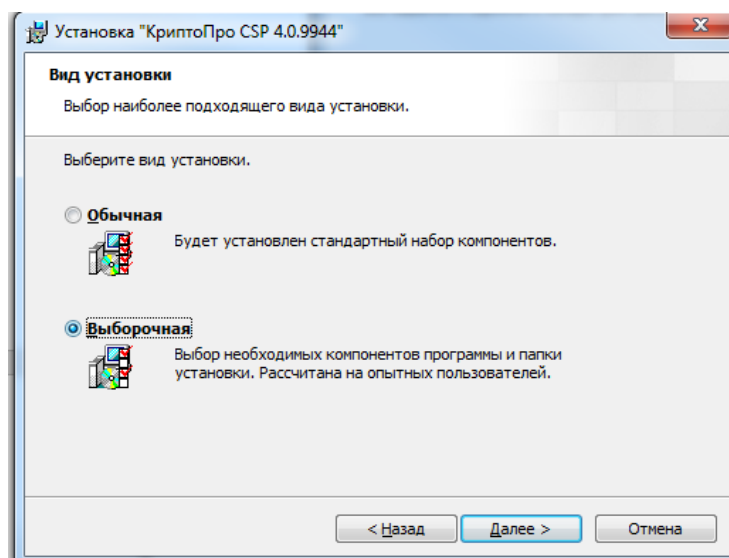 Установка "КриптоПро CSP 4.0.9944"
Вид установки
Выбор наиболее подходящего вида установки.
Выберите вид установки.
Обычная
Будет установлен стандартный набор компонентов.
Выборочная
Выбор необходимых компонентов программы и папки
установки. Рассчитана на опытных пользователей.
< Назад
Далее >
Отмена